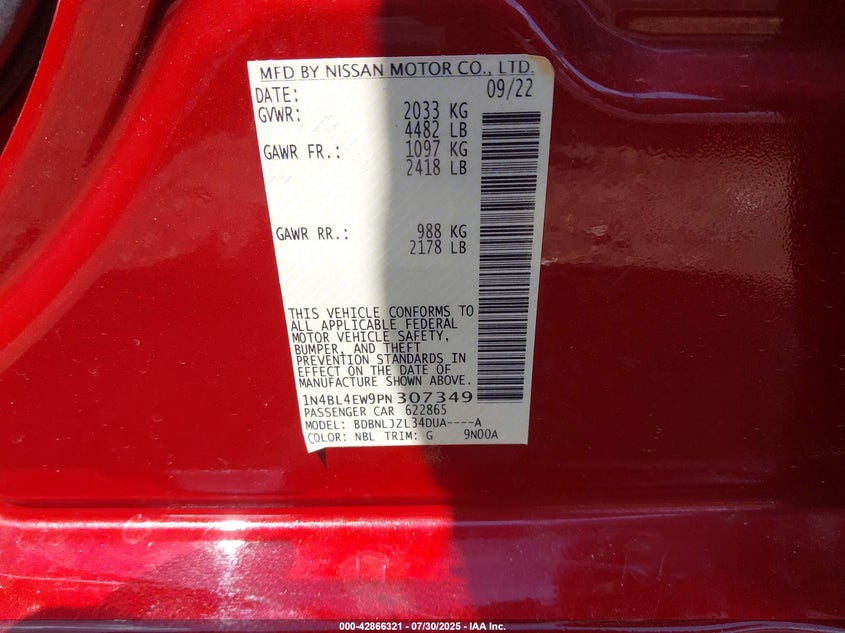 MFD BY NISSAN MOTOR CO., LTD.
DATE: 09/22
GVWR: 2033 KG
4482 LB
GAWR FR.: 1097 KG
2418 LB
GAWR RR.: 988 KG
2178 LB
THIS VEHICLE CONFORMS TO
ALL APPLICABLE FEDERAL
MOTOR VEHICLE SAFETY,
BUMPER, AND THEFT
PREVENTION STANDARDS IN
EFFECT ON THE DATE OF
MANUFACTURE SHOWN ABOVE.
1N4BL4EW9PN307349
PASSENGER CAR 622865
MODEL: BDBNLJZL34DUA----A
COLOR: NBL TRIM: G 9N00A
000-42866321 - 07/30/2025 - IAA Inc.